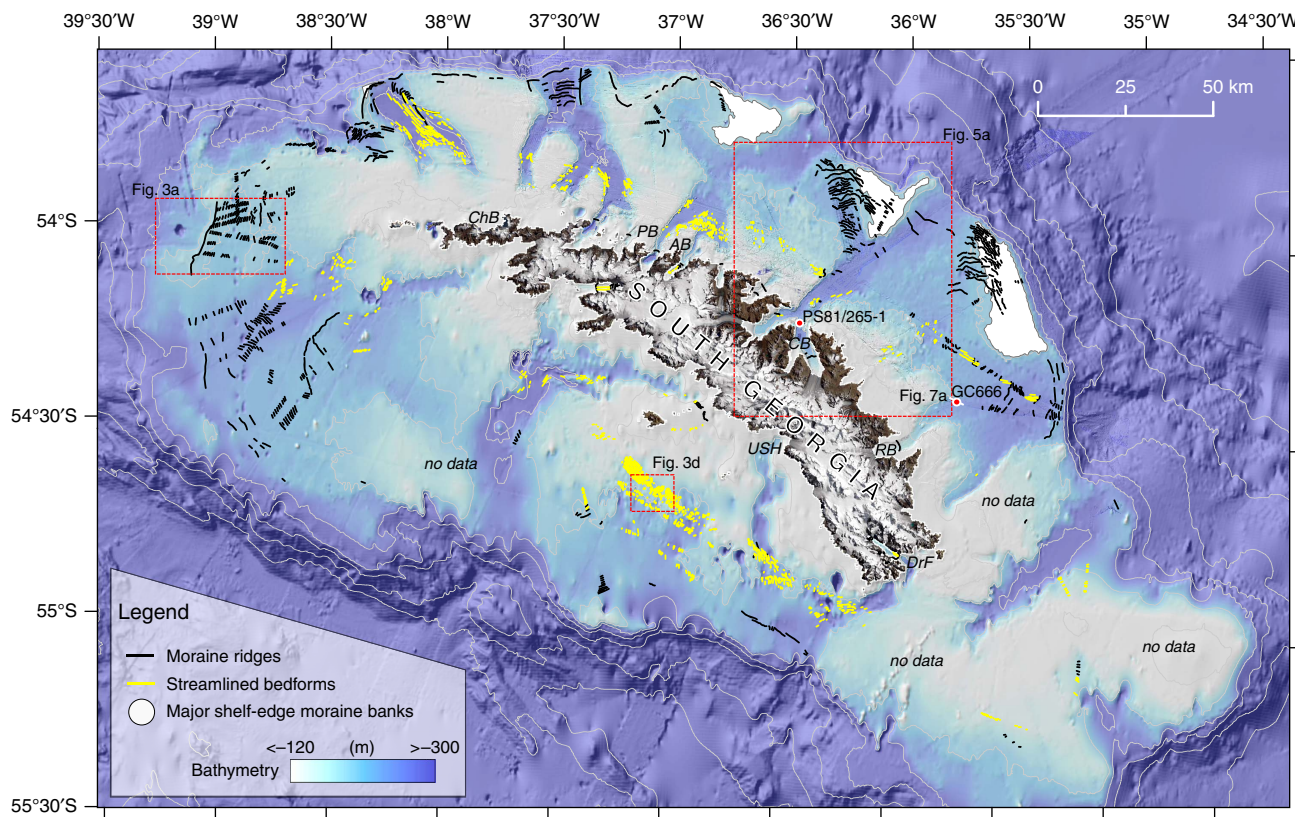 39°30'S 39°W 38°30'W 38°W 37°30'W 37°W 36°30'W 36°W 35°30'W 35°W 34°30'W
0 25 50 km
Fig. 5a
Fig. 3a
54°S
ChB
PB
AB
SOUTH GEORGIA
PS81/265-1
CB
Fig. 7a GC666
54°30'S
no data
USH
RB
Fig. 3d
no data
DrF
55°S
no data
no data
Legend
Moraine ridges
Streamlined bedforms
Major shelf-edge moraine banks
<–120 (m) >–300
Bathymetry
55°30'S